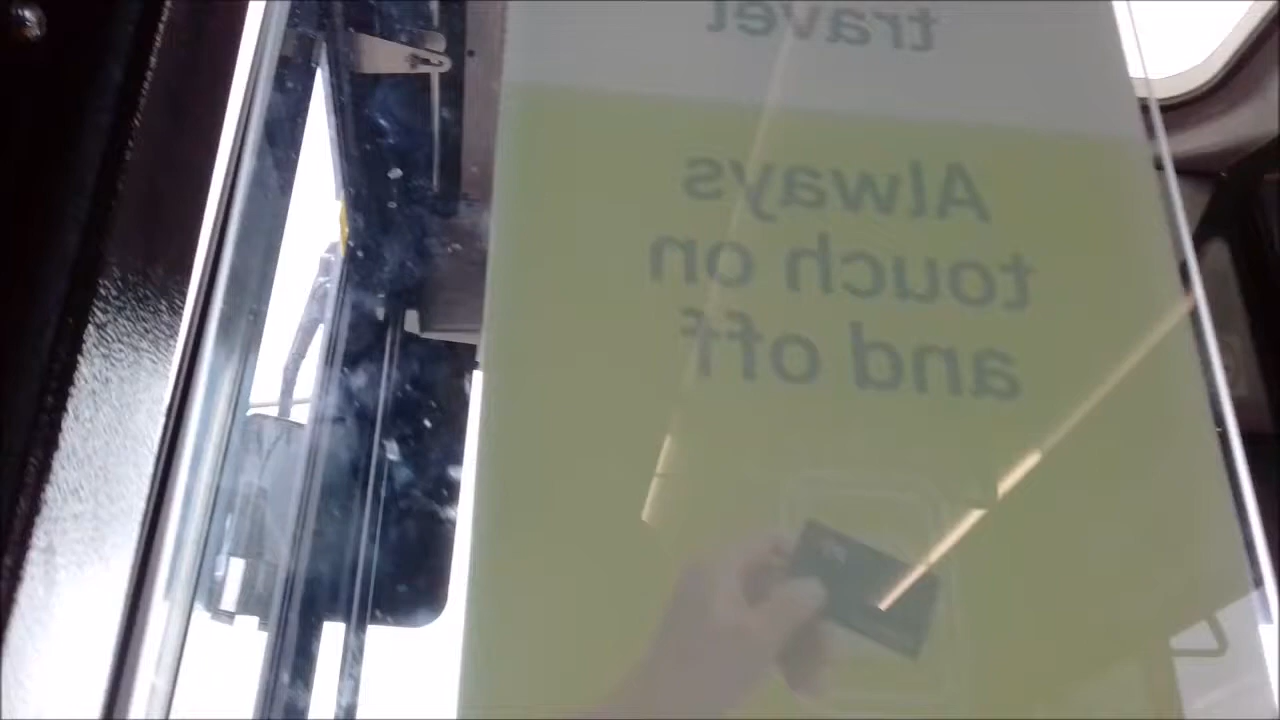 travel
Always
touch on
and off